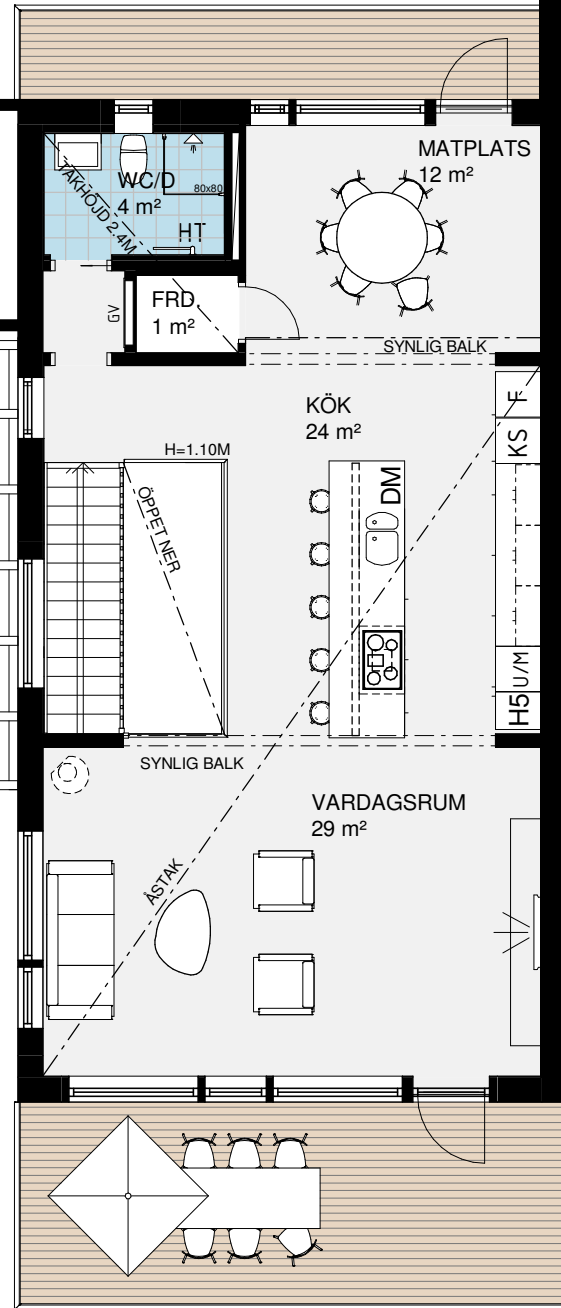 MATPLATS
12 m²
WC/D
4 m²
80x80
TAKHÖJD 2.4M
HT
FRD.
1 m²
GV
SYNLIG BALK
KÖK
24 m²
F
KS
H=1.10M
ÖPPET NER
DM
U/M
H5
SYNLIG BALK
VARDAGSRUM
29 m²
ÅSTAK